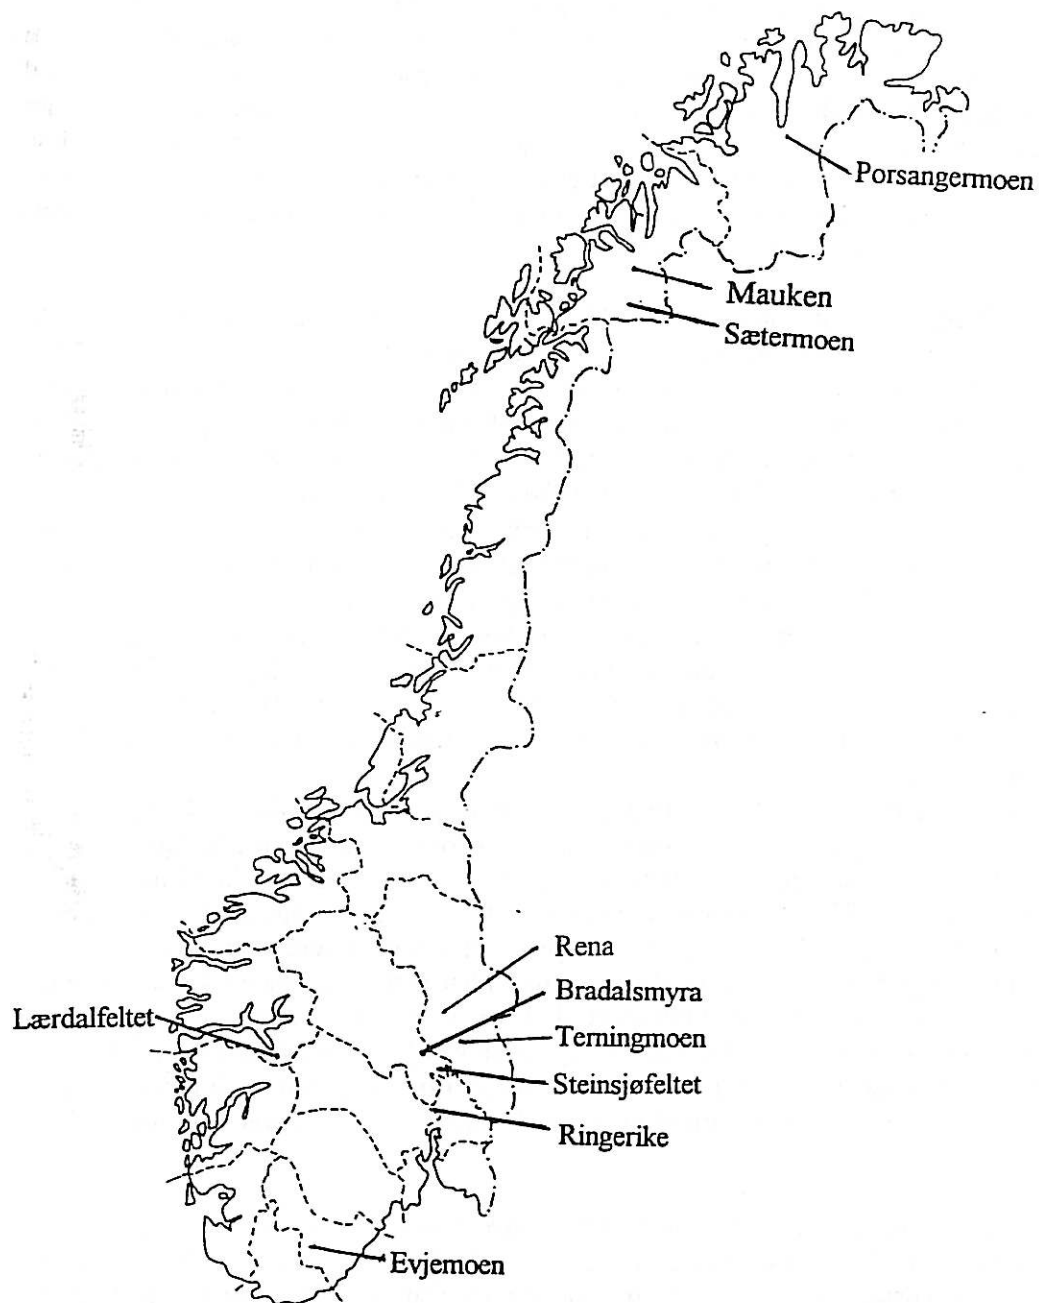 Porsangermoen
Mauken
Sætermoen
Rena
Bradalsmyra
Lærdalfeltet
Terningmoen
Steinsjøfeltet
Ringerike
Evjemoen